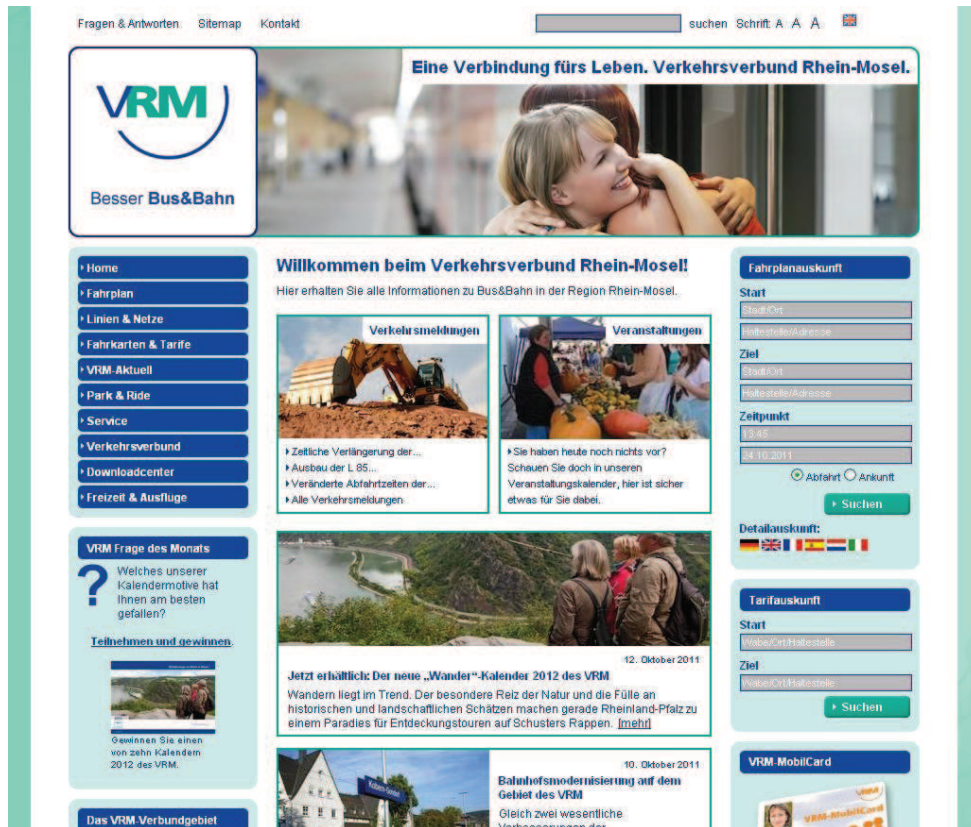 Fragen & Antworten Sitemap Kontakt
suchen Schrift: A A A
VRM
Besser Bus&Bahn
Eine Verbindung fürs Leben. Verkehrsverbund Rhein-Mosel.
Home
Fahrplan
Linien & Netze
Fahrkarten & Tarife
VRM-Aktuell
Park & Ride
Service
Verkehrsverbund
Downloadcenter
Freizeit & Ausfluge
VRM Frage des Monats
?
Welches unserer
Kalendermotive hat
Ihnen am besten
gefallen?
Teilnehmen und gewinnen.
Gewinnen Sie einen
von zehn Kalendern
2012 des VRM.
Das VRM-Verbundgebiet
Willkommen beim Verkehrsverbund Rhein-Mosel!
Hier erhalten Sie alle Informationen zu Bus&Bahn in der Region Rhein-Mosel.
Verkehrsmeldungen
Zeitliche Verlängerung der...
Ausbau der L 85...
Veränderte Abfahrtzeiten der...
Alle Verkehrsmeldungen
Veranstaltungen
Sie haben heute noch nichts vor?
Schauen Sie doch in unseren
Veranstaltungskalender, hier ist sicher
etwas für Sie dabei.
12. Oktober 2011
Jetzt erhältlich: Der neue „Wander“-Kalender 2012 des VRM
Wandern liegt im Trend. Der besondere Reiz der Natur und die Fülle an
historischen und landschaftlichen Schätzen machen gerade Rheinland-Pfalz zu
einem Paradies für Entdeckungstouren auf Schusters Rappen. [mehr]
10. Oktober 2011
Bahnhofsmodernisierung auf dem
Gebiet des VRM
Gleich zwei wesentliche
Verbesserungen der
Fahrplanauskunft
Start
Stadt/Ort
Haltestelle/Adresse
Ziel
Stadt/Ort
Haltestelle/Adresse
Zeitpunkt
13:45
24.10.2011
Abfahrt Ankunft
Suchen
Detailauskunft:
Tarifauskunft
Start
Wabe/Ort/Haltestelle
Ziel
Wabe/Ort/Haltestelle
Suchen
VRM-MobilCard
VRM-MobilCard